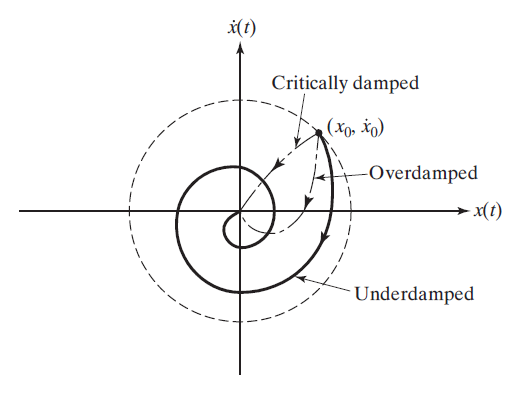 ẋ(t)
Critically damped
(x₀, ẋ₀)
Overdamped
x(t)
Underdamped